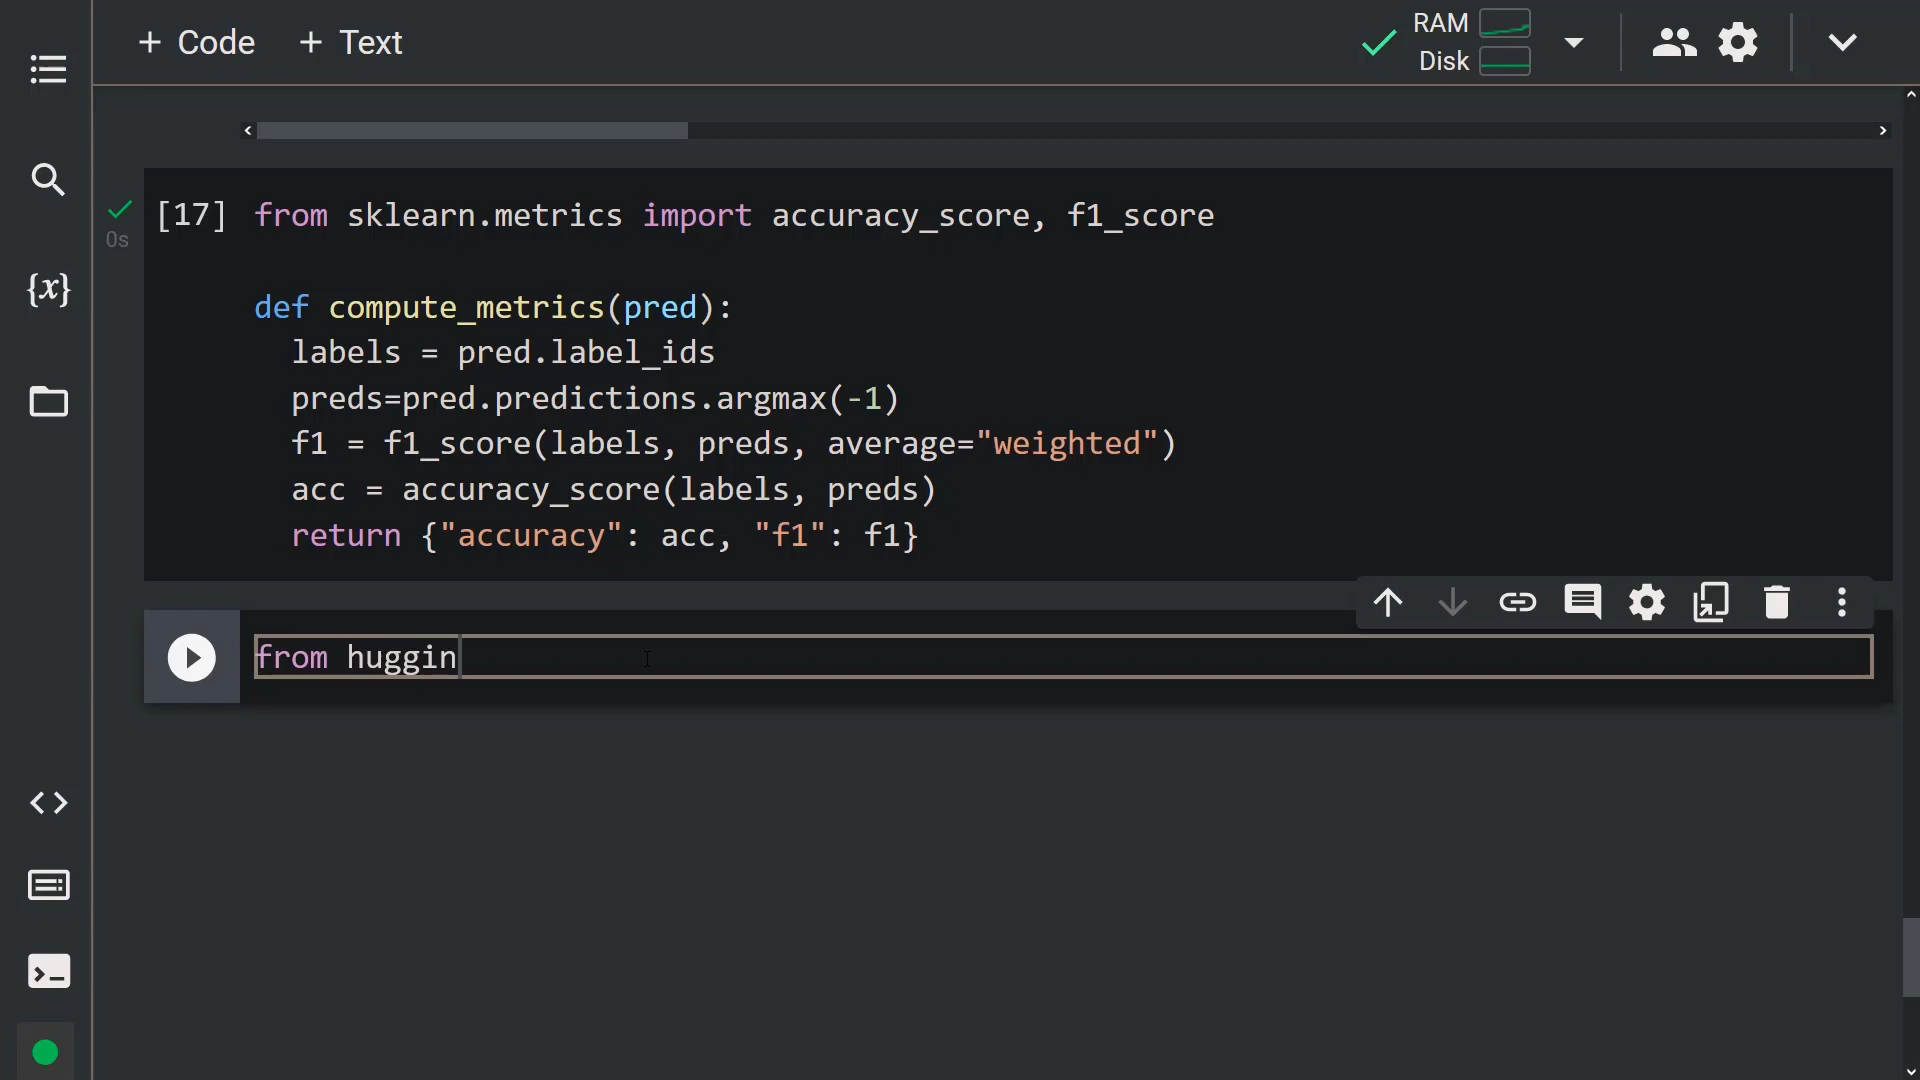 + Code + Text
RAM
Disk
{x}
0s
[17] from sklearn.metrics import accuracy_score, f1_score
def compute_metrics(pred):
labels = pred.label_ids
preds=pred.predictions.argmax(-1)
f1 = f1_score(labels, preds, average="weighted")
acc = accuracy_score(labels, preds)
return {"accuracy": acc, "f1": f1}
from huggin